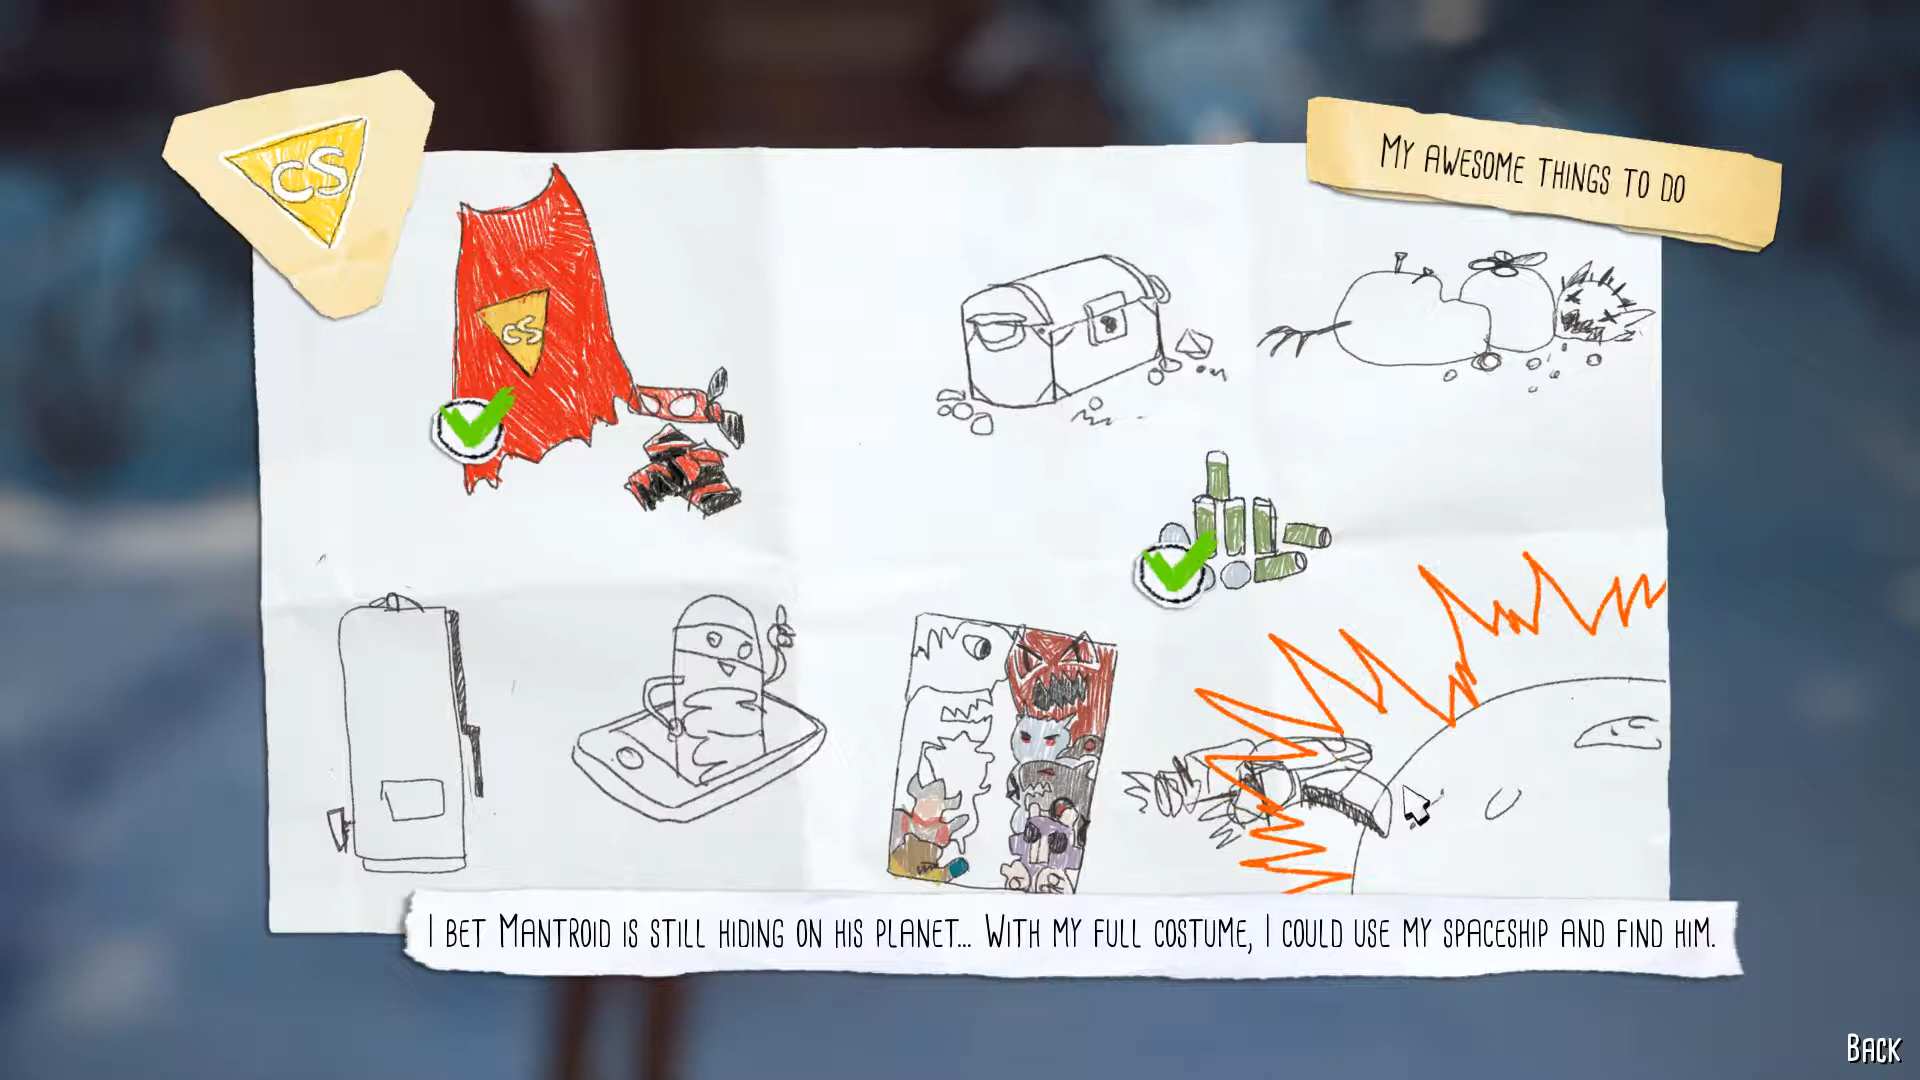 CS
My awesome things to do
CS
I bet Mantroid is still hiding on his planet... With my full costume, I could use my spaceship and find him.
Back